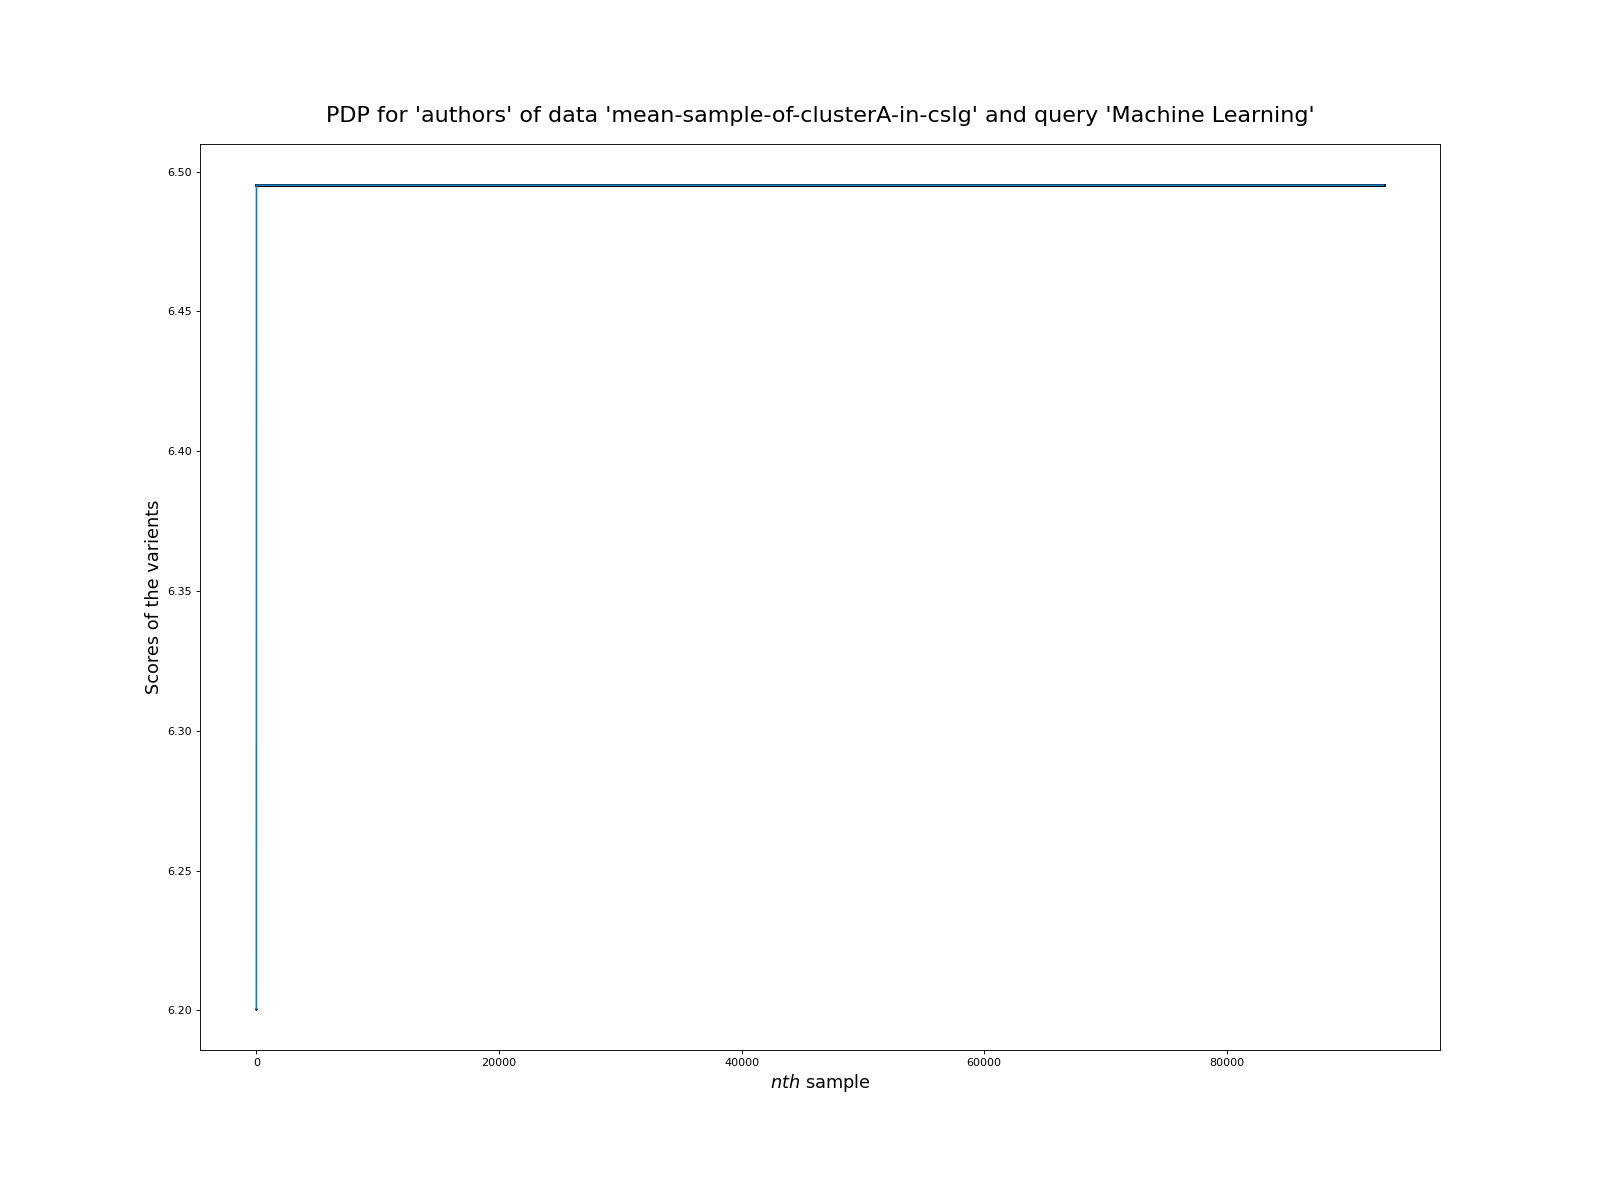 PDP for 'authors' of data 'mean-sample-of-clusterA-in-cslg' and query 'Machine Learning'
6.50
6.45
6.40
6.35
6.30
6.25
6.20
Scores of the varients
0 20000 40000 60000 80000
nth sample